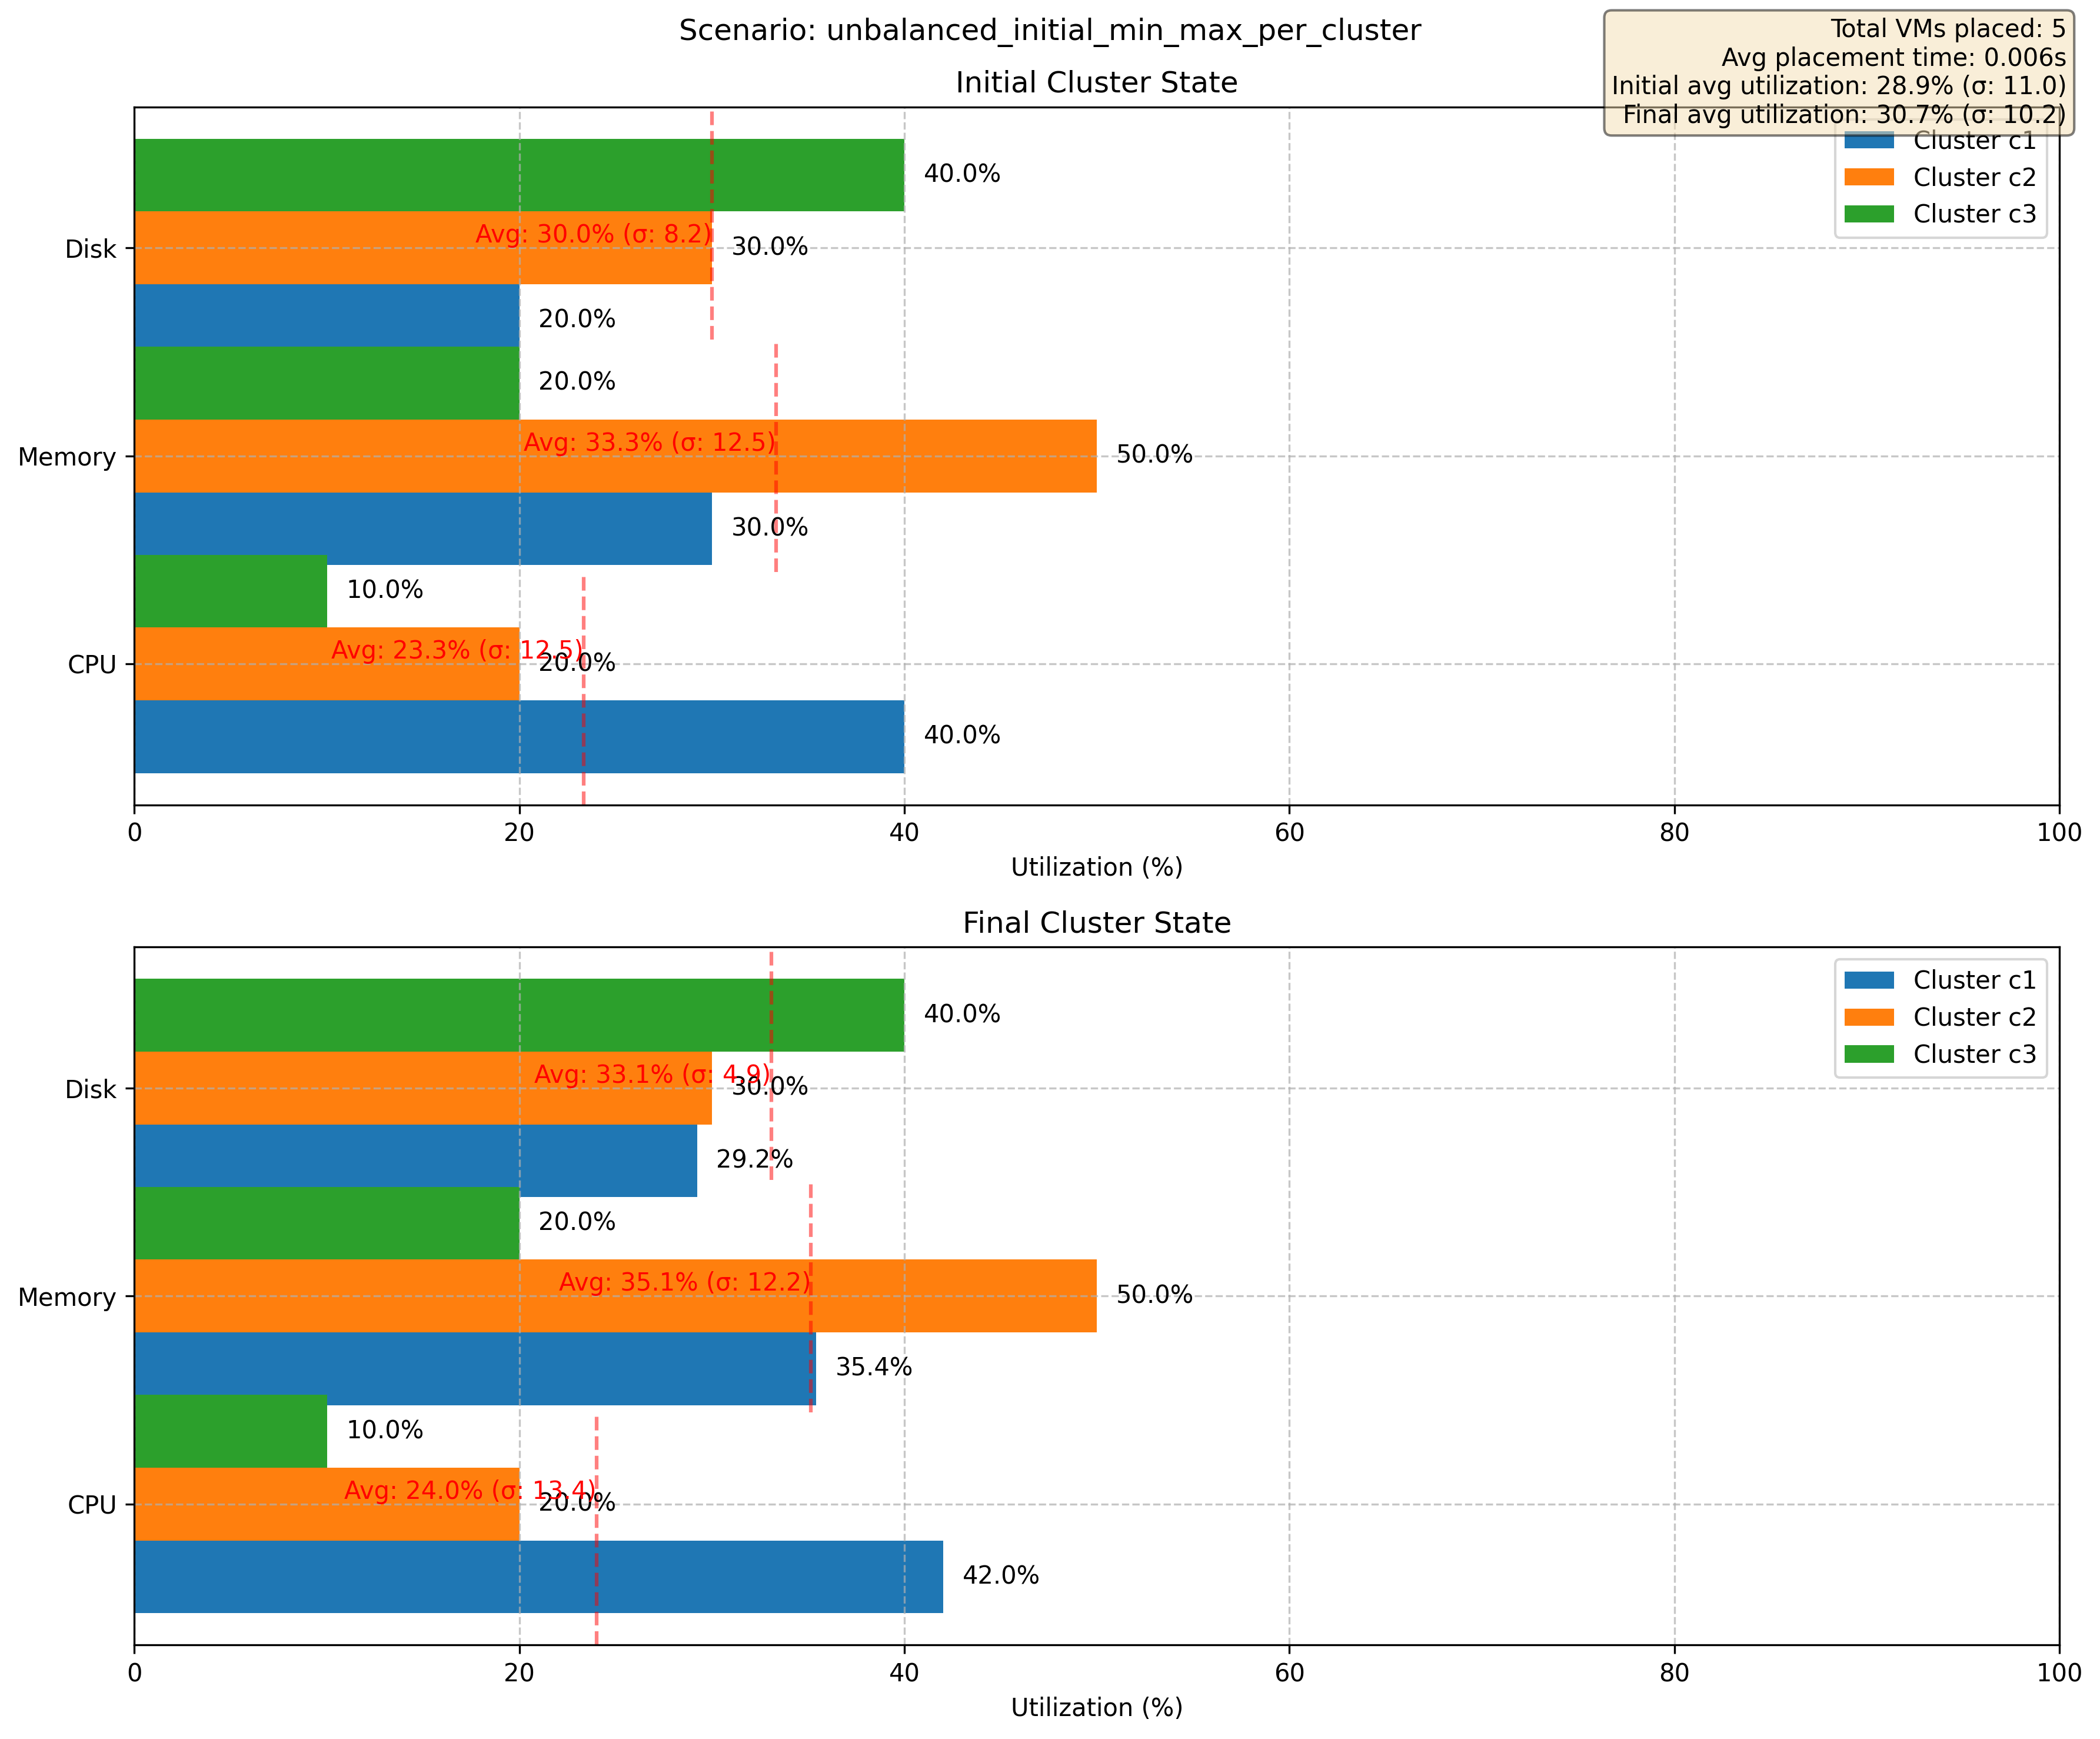 Scenario: unbalanced_initial_min_max_per_cluster
Total VMs placed: 5
Avg placement time: 0.006s
Initial avg utilization: 28.9% (σ: 11.0)
Final avg utilization: 30.7% (σ: 10.2)
Initial Cluster State
Cluster c1
Cluster c2
Cluster c3
40.0%
Disk
Avg: 30.0% (σ: 8.2)
30.0%
20.0%
20.0%
Memory
Avg: 33.3% (σ: 12.5)
50.0%
30.0%
10.0%
CPU
Avg: 23.3% (σ: 12.5)
20.0%
40.0%
0 20 40 60 80 100
Utilization (%)
Final Cluster State
Cluster c1
Cluster c2
Cluster c3
40.0%
Disk
Avg: 33.1% (σ: 4.9)
30.0%
29.2%
20.0%
Memory
Avg: 35.1% (σ: 12.2)
50.0%
35.4%
10.0%
CPU
Avg: 24.0% (σ: 13.4)
20.0%
42.0%
0 20 40 60 80 100
Utilization (%)